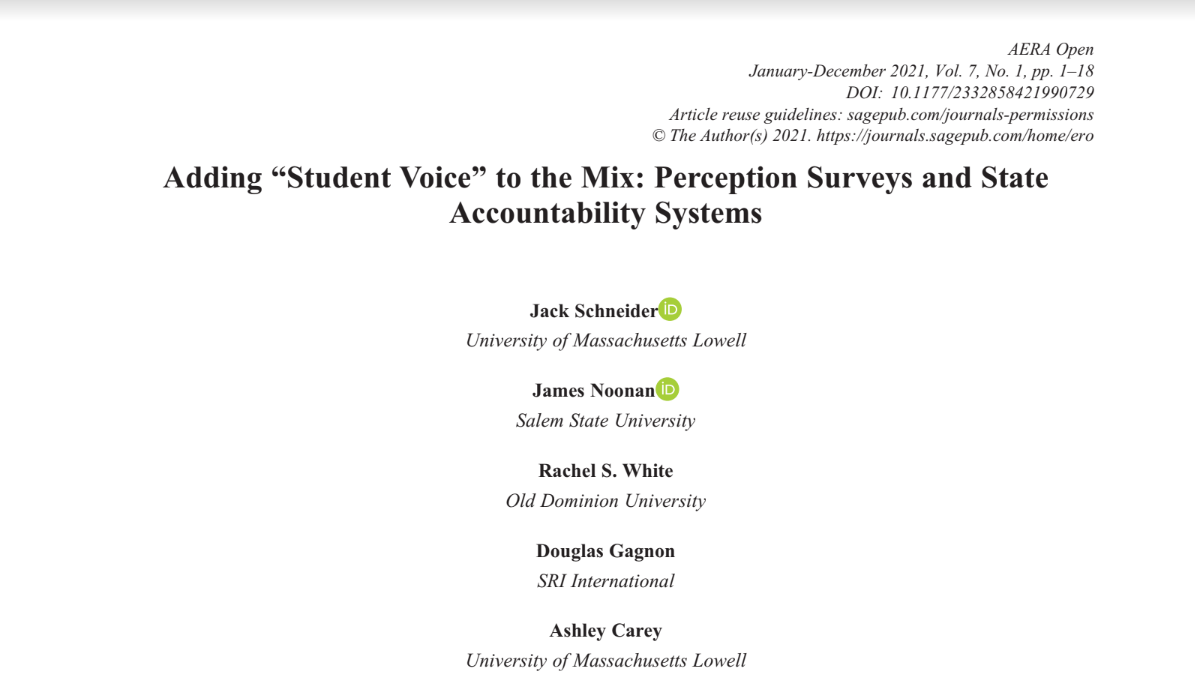 AERA Open
January-December 2021, Vol. 7, No. 1, pp. 1–18
DOI: 10.1177/2332858421990729
Article reuse guidelines: sagepub.com/journals-permissions
© The Author(s) 2021. https://journals.sagepub.com/home/ero
Adding “Student Voice” to the Mix: Perception Surveys and State
Accountability Systems
Jack Schneider iD
University of Massachusetts Lowell
James Noonan iD
Salem State University
Rachel S. White
Old Dominion University
Douglas Gagnon
SRI International
Ashley Carey
University of Massachusetts Lowell